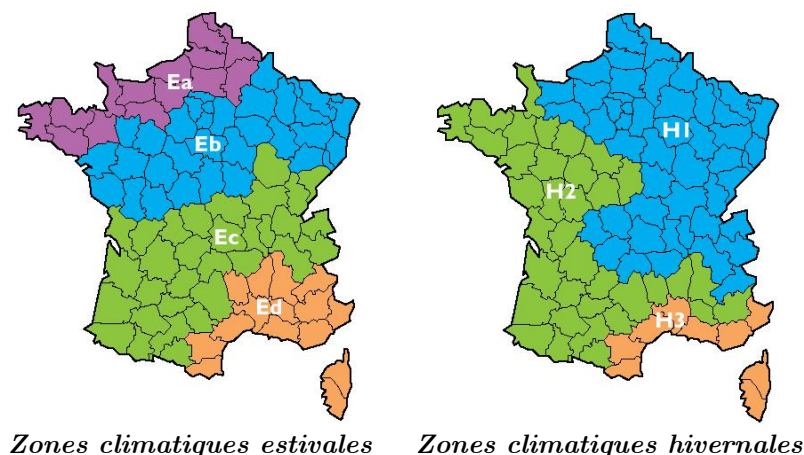 Ea
Eb
Ec
Ed
H1
H2
H3
Zones climatiques estivales
Zones climatiques hivernales